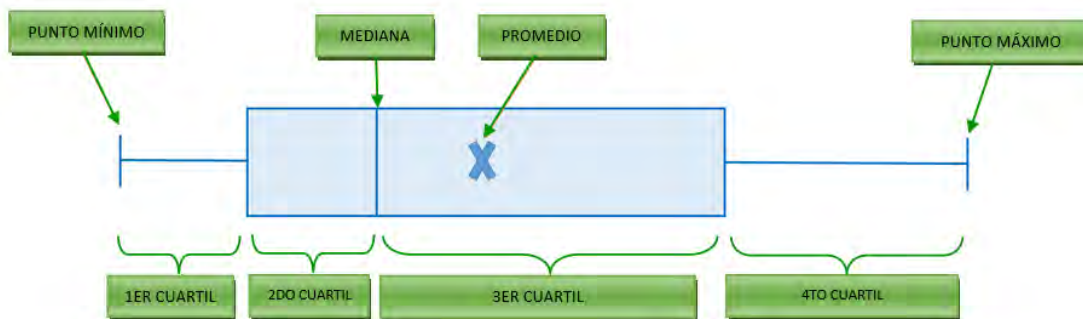 PUNTO MÍNIMO
MEDIANA
PROMEDIO
PUNTO MÁXIMO
X
1ER CUARTIL
2DO CUARTIL
3ER CUARTIL
4TO CUARTIL